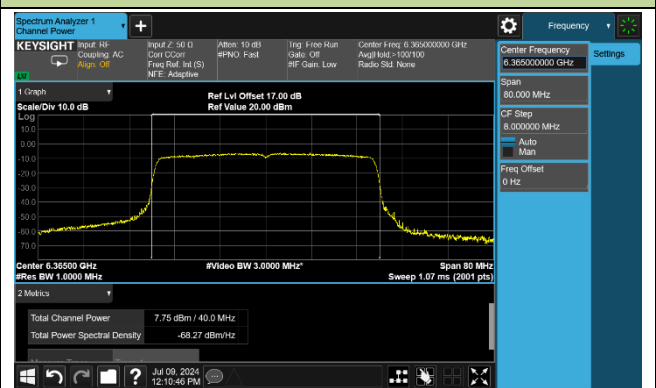 Spectrum Analyzer 1
Channel Power
Frequency
KEYSIGHT
Input: RF
Coupling: AC
Align: Off
Input Z: 50 Ω
Corr CCorr
Freq Ref: Int (S)
NFE: Adaptive
Atten: 10 dB
#PNO: Fast
Trig: Free Run
Gate: Off
#IF Gain: Low
Center Freq: 6.365000000 GHz
Avg|Hold:>100/100
Radio Std: None
Center Frequency
6.365000000 GHz
Settings
Span
80.000 MHz
CF Step
8.000000 MHz
Auto
Man
Freq Offset
0 Hz
1 Graph
Scale/Div 10.0 dB
Ref Lvl Offset 17.00 dB
Ref Value 20.00 dBm
Log
10.0
0.00
-10.0
-20.0
-30.0
-40.0
-50.0
-60.0
-70.0
Center 6.36500 GHz
#Res BW 1.0000 MHz
#Video BW 3.0000 MHz*
Span 80 MHz
Sweep 1.07 ms (2001 pts)
2 Metrics
Total Channel Power
7.75 dBm / 40.0 MHz
Total Power Spectral Density
-68.27 dBm/Hz
Jul 09, 2024
12:10:46 PM